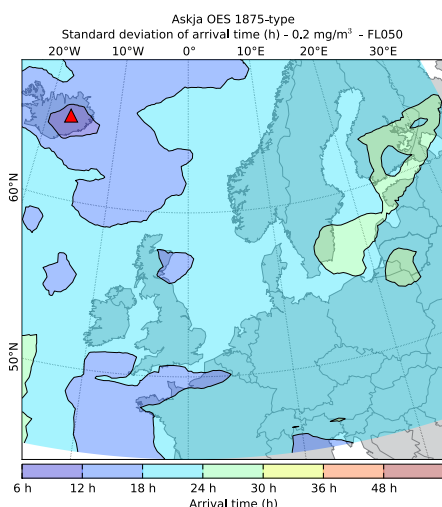 Askja OES 1875-type
Standard deviation of arrival time (h) - 0.2 mg/m³ - FL050
20°W 10°W 0°E 10°E 20°E 30°E
60°N
50°N
6 h 12 h 18 h 24 h 30 h 36 h 48 h
Arrival time (h)